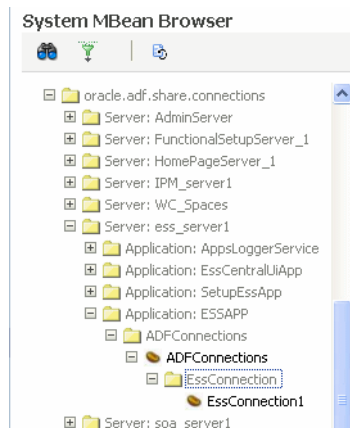 System MBean Browser
oracle.adf.share.connections
Server: AdminServer
Server: FunctionalSetupServer_1
Server: HomePageServer_1
Server: IPM_server1
Server: WC_Spaces
Server: ess_server1
Application: AppsLoggerService
Application: EssCentralUiApp
Application: SetupEssApp
Application: ESSAPP
ADFConnections
ADFConnections
EssConnection
EssConnection1
Server: soa_server1